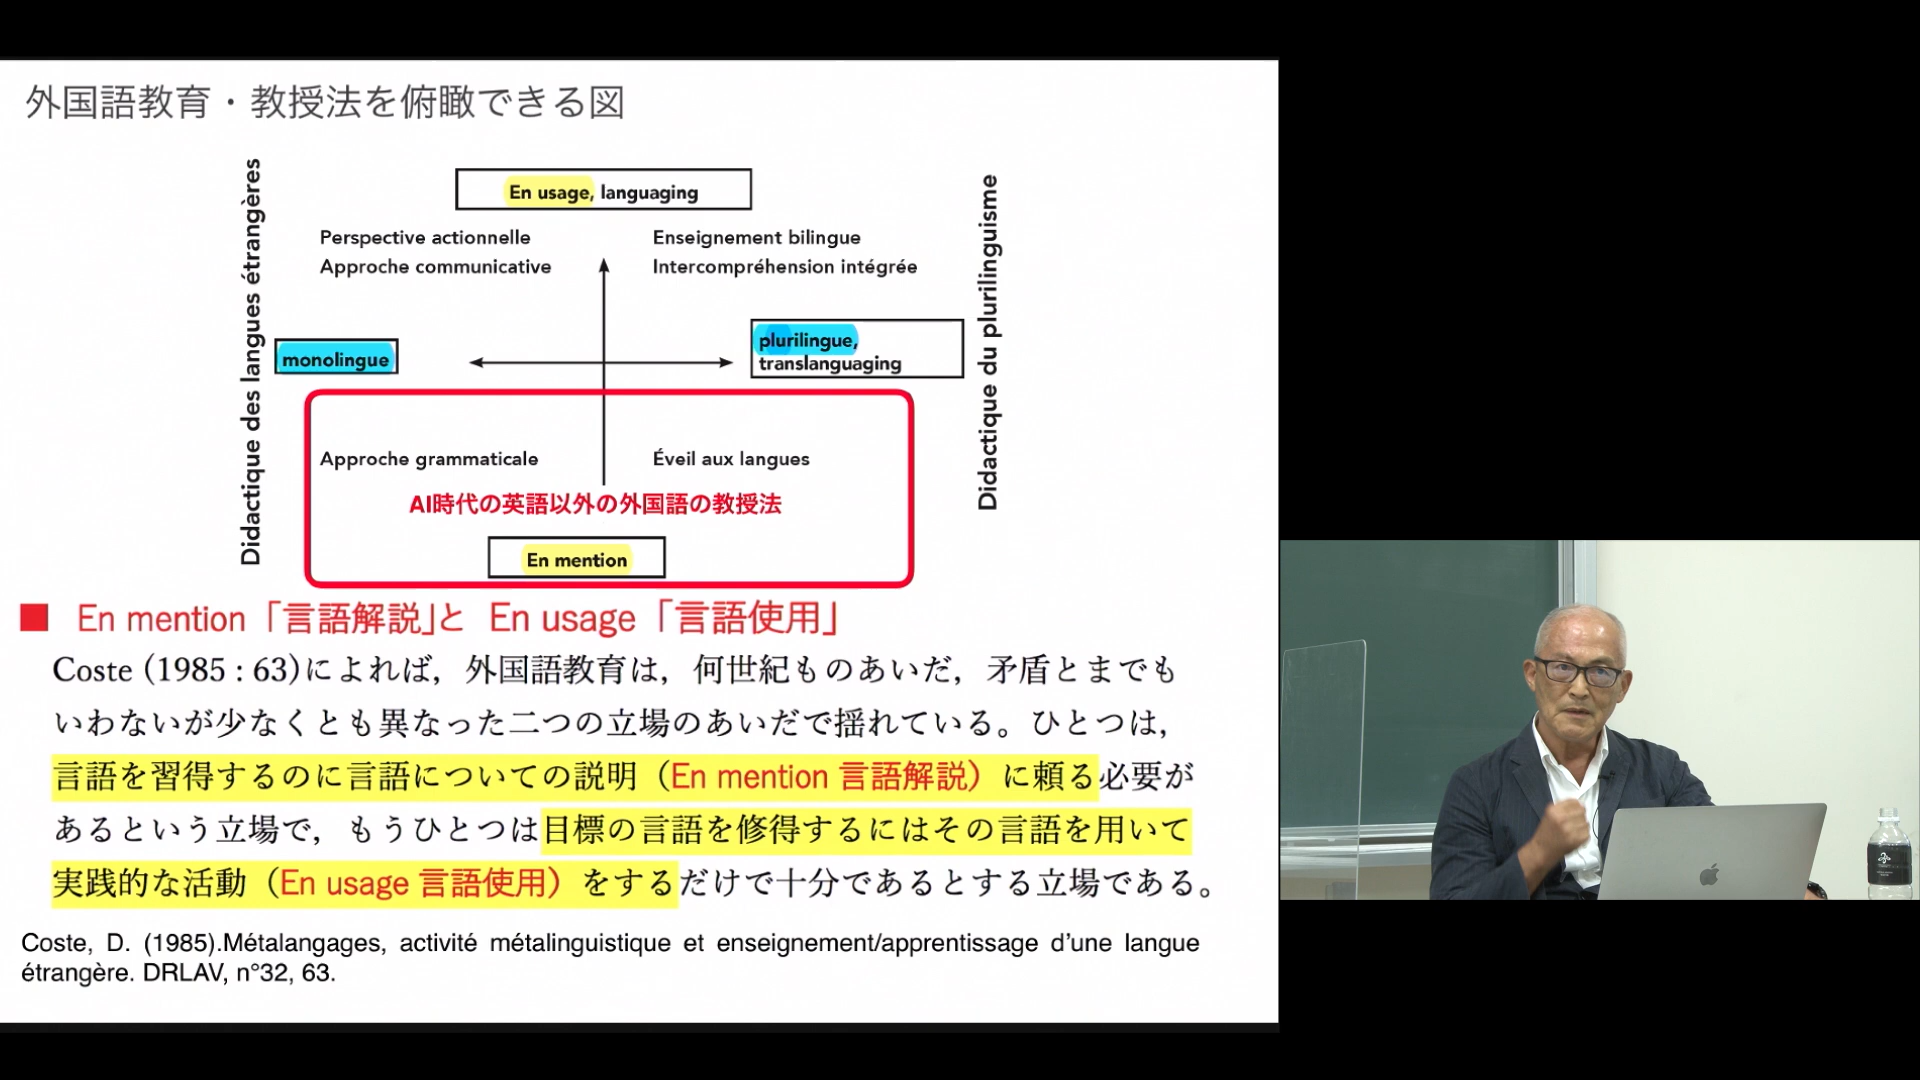 外国語教育・教授法を俯瞰できる図
Didactique des langues étrangères
En usage, languaging
Didactique du plurilinguisme
Perspective actionnelle
Approche communicative
Enseignement bilingue
Intercompréhension intégrée
monolingue
plurilingue,
translanguaging
Approche grammaticale
Éveil aux langues
AI時代の英語以外の外国語の教授法
En mention
■ En mention「言語解説」と En usage「言語使用」
Coste (1985 : 63)によれば，外国語教育は，何世紀ものあいだ，矛盾とまでも
いわないが少なくとも異なった二つの立場のあいだで揺れている。ひとつは，
言語を習得するのに言語についての説明（En mention 言語解説）に頼る必要が
あるという立場で，もうひとつは目標の言語を修得するにはその言語を用いて
実践的な活動（En usage 言語使用）をするだけで十分であるとする立場である。
Coste, D. (1985).Métalangages, activité métalinguistique et enseignement/apprentissage d'une langue
étrangère. DRLAV, n°32, 63.